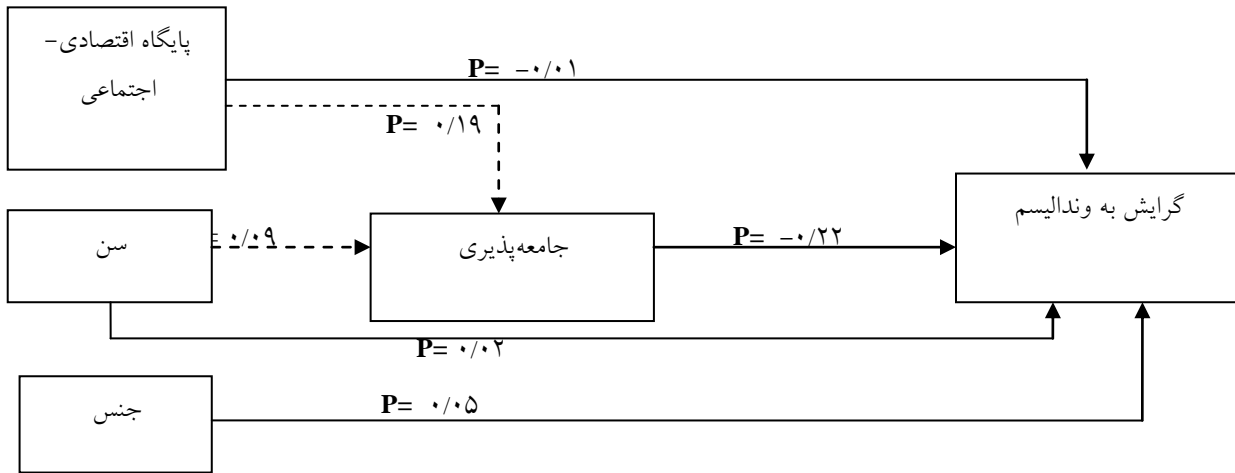 پایگاه اقتصادی-
اجتماعی
P= -۰/۰۱
P= ۰/۱۹
گرایش به وندالیسم
سن
= ۰/۰۹
جامعه‌پذیری
P= -۰/۲۲
P= ۰/۰۲
جنس
P= ۰/۰۵